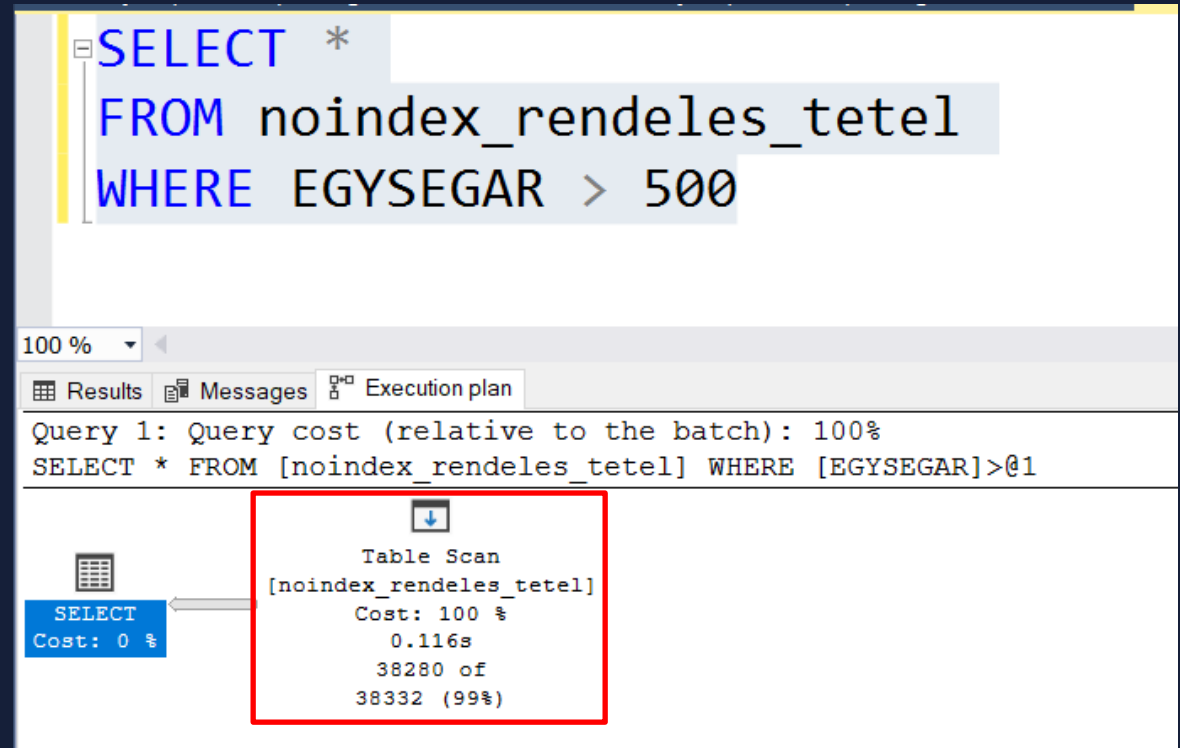 SELECT *
FROM noindex_rendeles_tetel
WHERE EGYSEGAR > 500
100 %
Results Messages Execution plan
Query 1: Query cost (relative to the batch): 100%
SELECT * FROM [noindex_rendeles_tetel] WHERE [EGYSEGAR]>@1
Table Scan
[noindex_rendeles_tetel]
Cost: 100 %
0.116s
38280 of
38332 (99%)
SELECT
Cost: 0 %